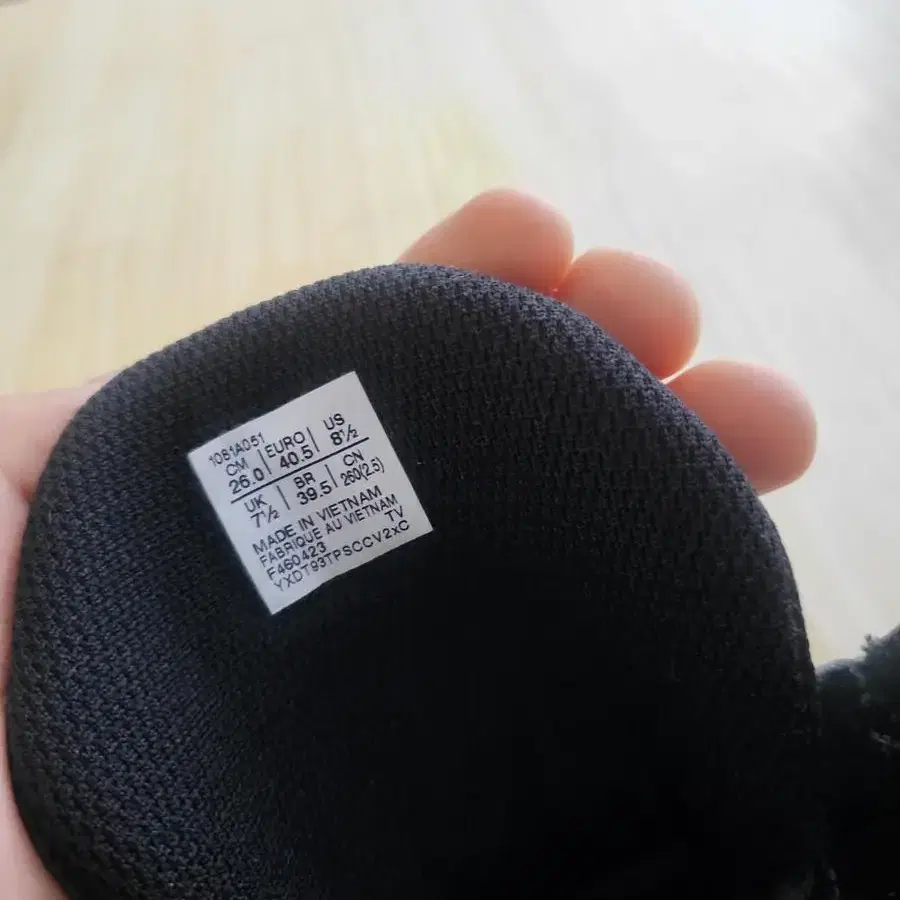 1081A051
CM | EURO | US
26.0 | 40.5 | 8½
UK | BR | CN
7½ | 39.5 | 260(2.5)
MADE IN VIETNAM
FABRIQUE AU VIETNAM
F460423 TV
YXDT93TPSCCV2xC